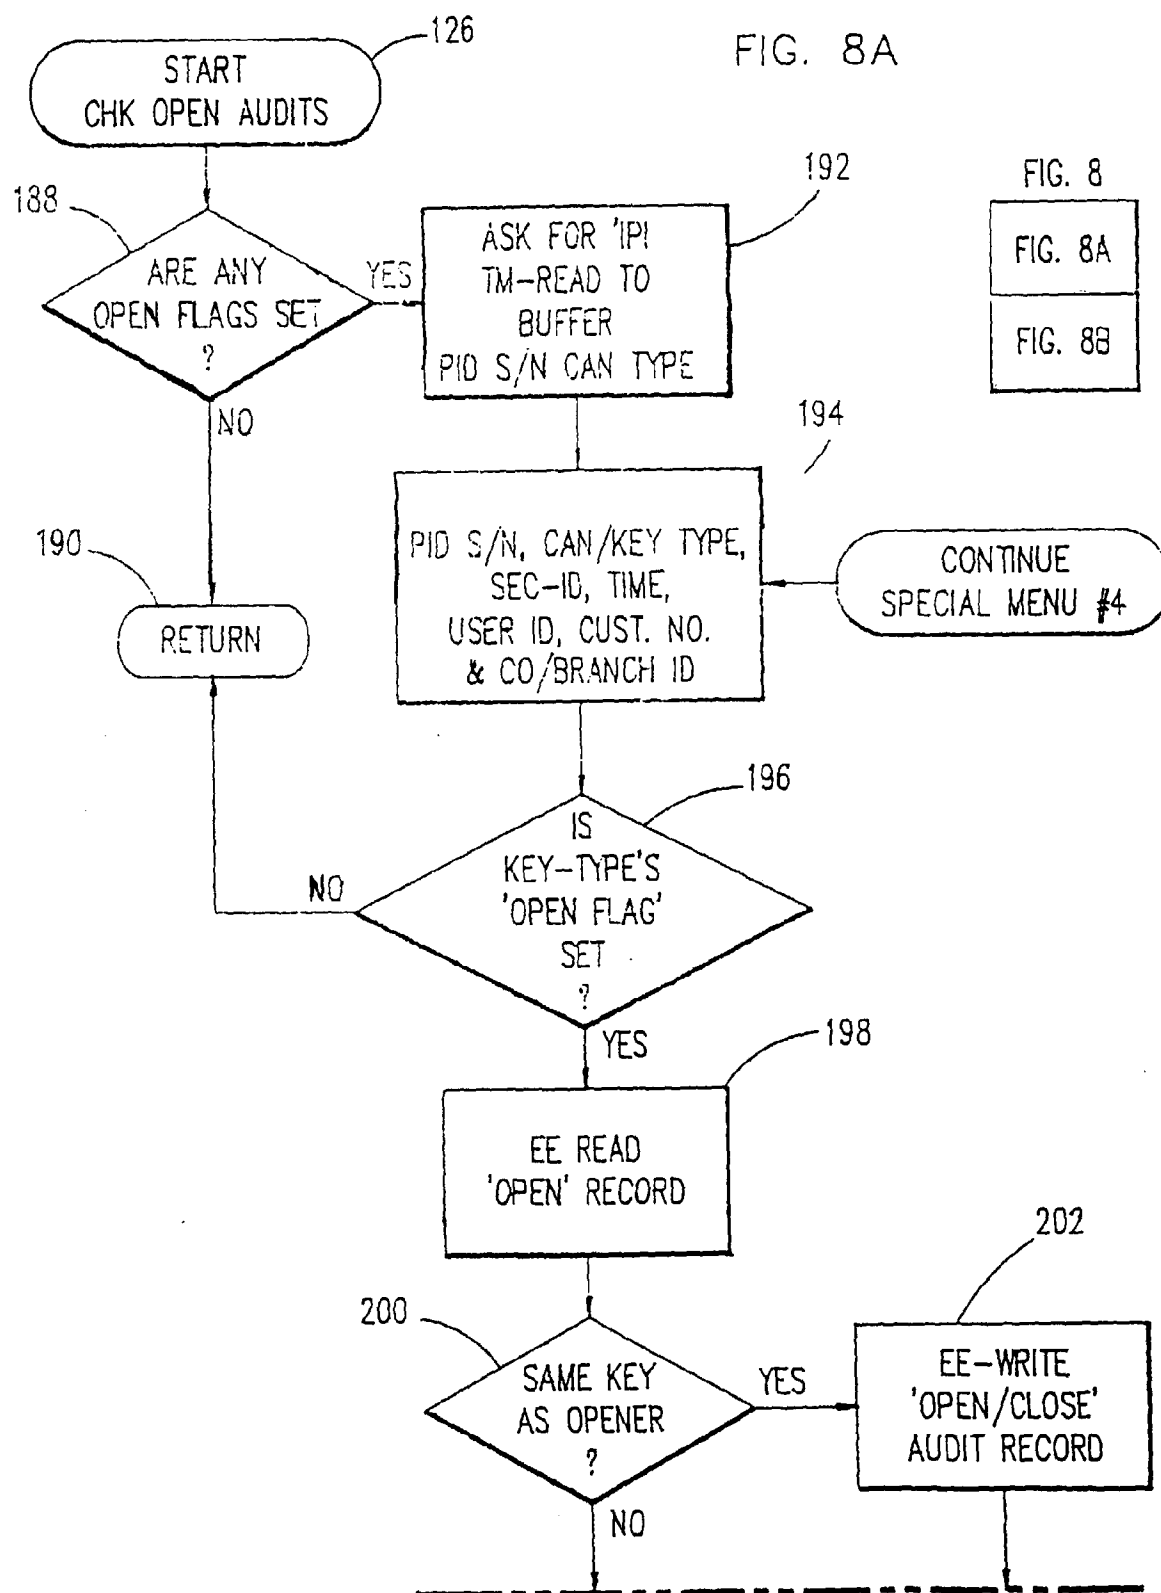 126
FIG. 8A
START
CHK OPEN AUDITS
188
ARE ANY
OPEN FLAGS SET
?
YES
NO
192
ASK FOR 'IPI
TM-READ TO
BUFFER
PID S/N CAN TYPE
FIG. 8
FIG. 8A
FIG. 8B
194
PID S/N, CAN/KEY TYPE,
SEC-ID, TIME,
USER ID, CUST. NO.
& CO/BRANCH ID
CONTINUE
SPECIAL MENU #4
190
RETURN
196
IS
KEY-TYPE'S
'OPEN FLAG'
SET
?
NO
YES
198
EE READ
'OPEN' RECORD
200
SAME KEY
AS OPENER
?
YES
NO
202
EE-WRITE
'OPEN/CLOSE'
AUDIT RECORD